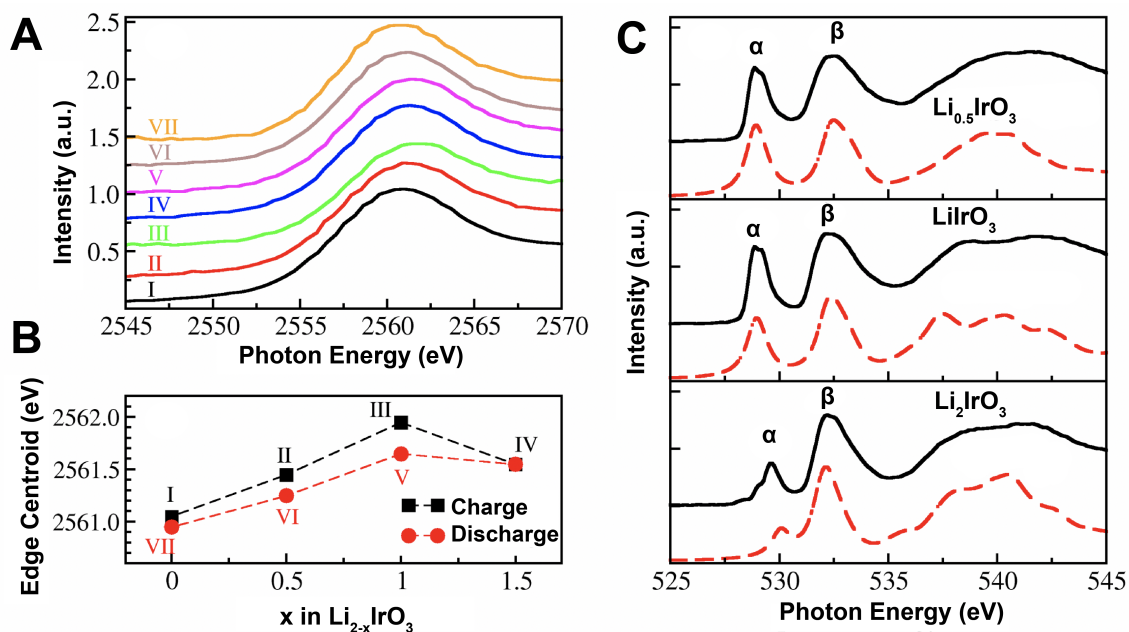 A
Intensity (a.u.)
2.5
2.0
1.5
1.0
0.5
VII
VI
V
IV
III
II
I
2545 2550 2555 2560 2565 2570
Photon Energy (eV)
B
Edge Centroid (eV)
2562.0
2561.5
2561.0
I
II
III
IV
V
VI
VII
Charge
Discharge
0 0.5 1 1.5
x in Li2-xIrO3
C
Intensity (a.u.)
α
β
Li0.5IrO3
α
β
LiIrO3
α
β
Li2IrO3
525 530 535 540 545
Photon Energy (eV)